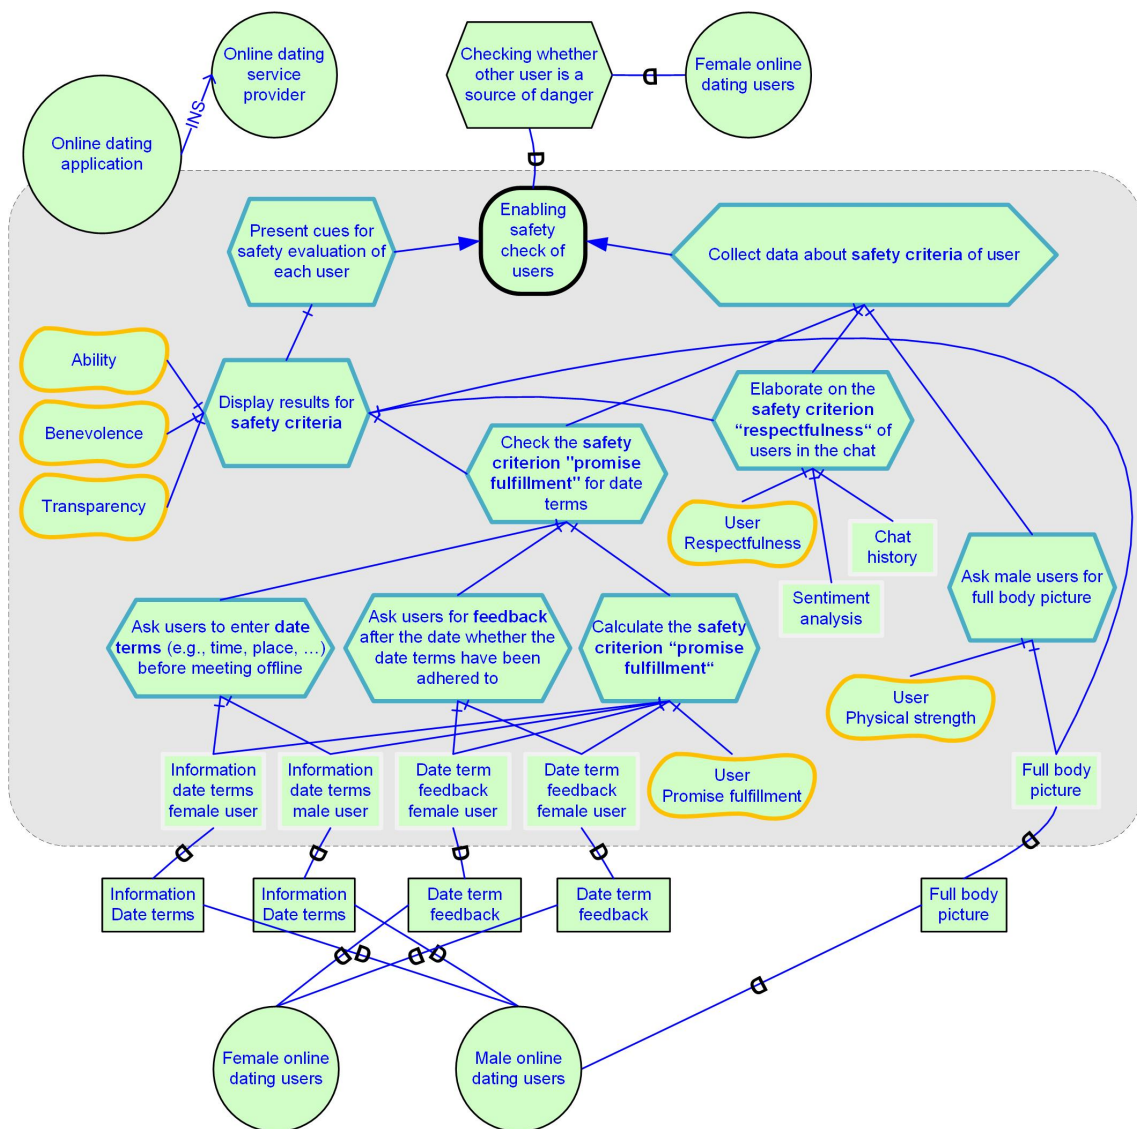 Online dating
service
provider
Checking whether
other user is a
source of danger
Female online
dating users
D
INS
Online dating
application
D
Enabling
safety
check of
users
Present cues for
safety evaluation of
each user
Collect data about safety criteria of user
Ability
Benevolence
Transparency
Display results for
safety criteria
Elaborate on the
safety criterion
“respectfulness“ of
users in the chat
Check the safety
criterion "promise
fulfillment" for date
terms
User
Respectfulness
Chat
history
Sentiment
analysis
Ask male users for
full body picture
Ask users to enter date
terms (e.g., time, place, ...)
before meeting offline
Ask users for feedback
after the date whether the
date terms have been
adhered to
Calculate the safety
criterion “promise
fulfillment“
User
Physical strength
Information
date terms
female user
Information
date terms
male user
Date term
feedback
female user
Date term
feedback
female user
User
Promise fulfillment
Full body
picture
D
D
D
D
D
Information
Date terms
Information
Date terms
Date term
feedback
Date term
feedback
Full body
picture
D
D
D
D
D
Female online
dating users
Male online
dating users